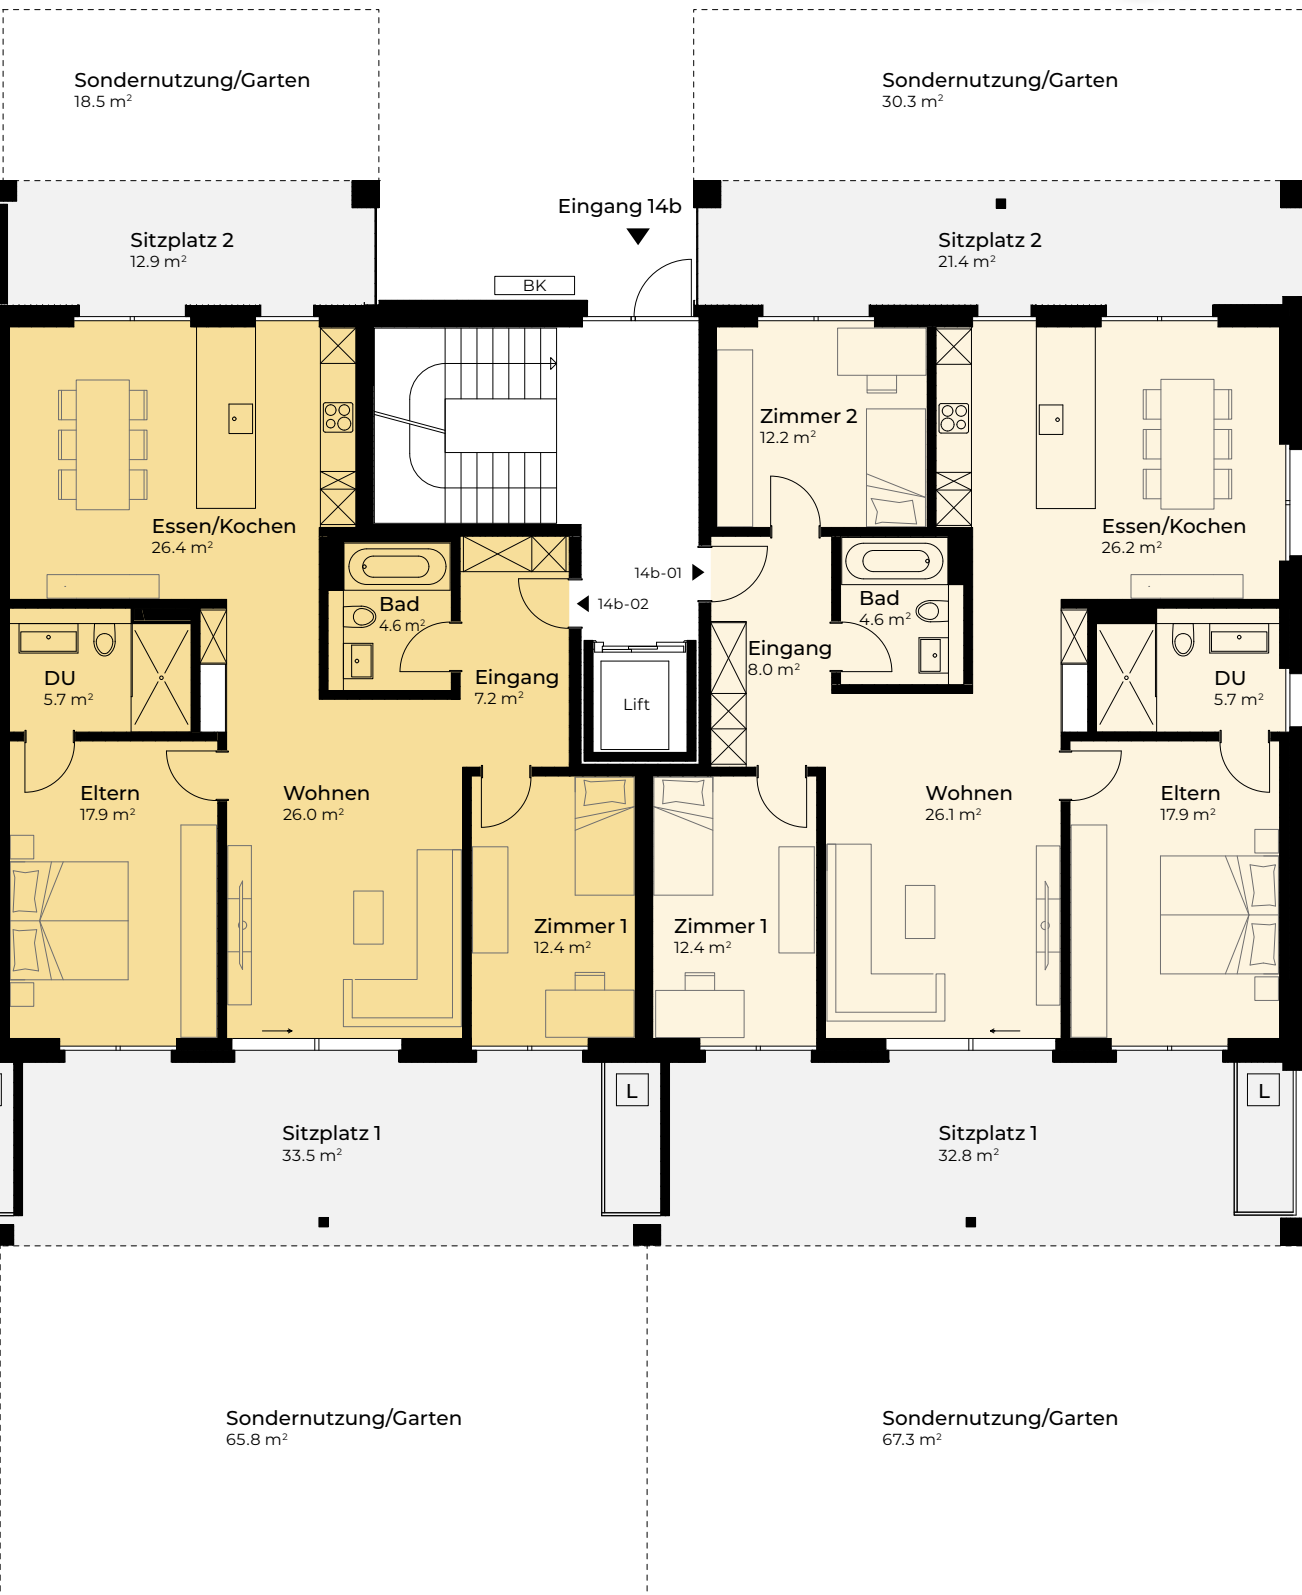 Sondernutzung/Garten
18.5 m²
Sondernutzung/Garten
30.3 m²
Eingang 14b
Sitzplatz 2
12.9 m²
Sitzplatz 2
21.4 m²
BK
Zimmer 2
12.2 m²
Essen/Kochen
26.4 m²
Essen/Kochen
26.2 m²
14b-01
14b-02
Bad
4.6 m²
Bad
4.6 m²
Eingang
8.0 m²
DU
5.7 m²
Eingang
7.2 m²
DU
5.7 m²
Lift
Eltern
17.9 m²
Wohnen
26.0 m²
Wohnen
26.1 m²
Eltern
17.9 m²
Zimmer 1
12.4 m²
Zimmer 1
12.4 m²
L
L
Sitzplatz 1
33.5 m²
Sitzplatz 1
32.8 m²
Sondernutzung/Garten
65.8 m²
Sondernutzung/Garten
67.3 m²